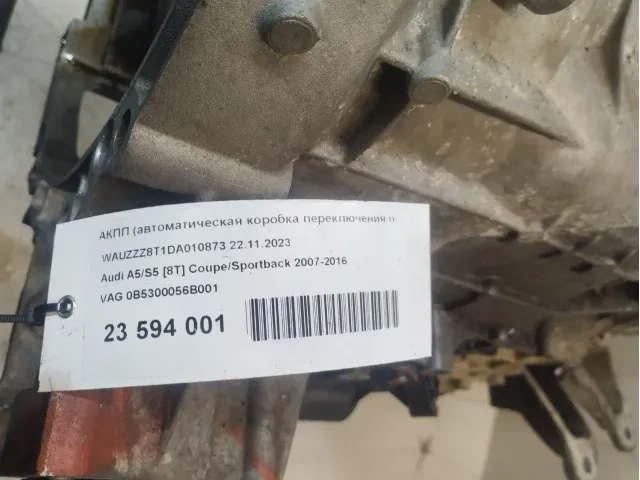 АКПП (автоматическая коробка переключения п
WAUZZZ8T1DA010873 22.11.2023
Audi A5/S5 [8T] Coupe/Sportback 2007-2016
VAG 0B5300056B001
23 594 001